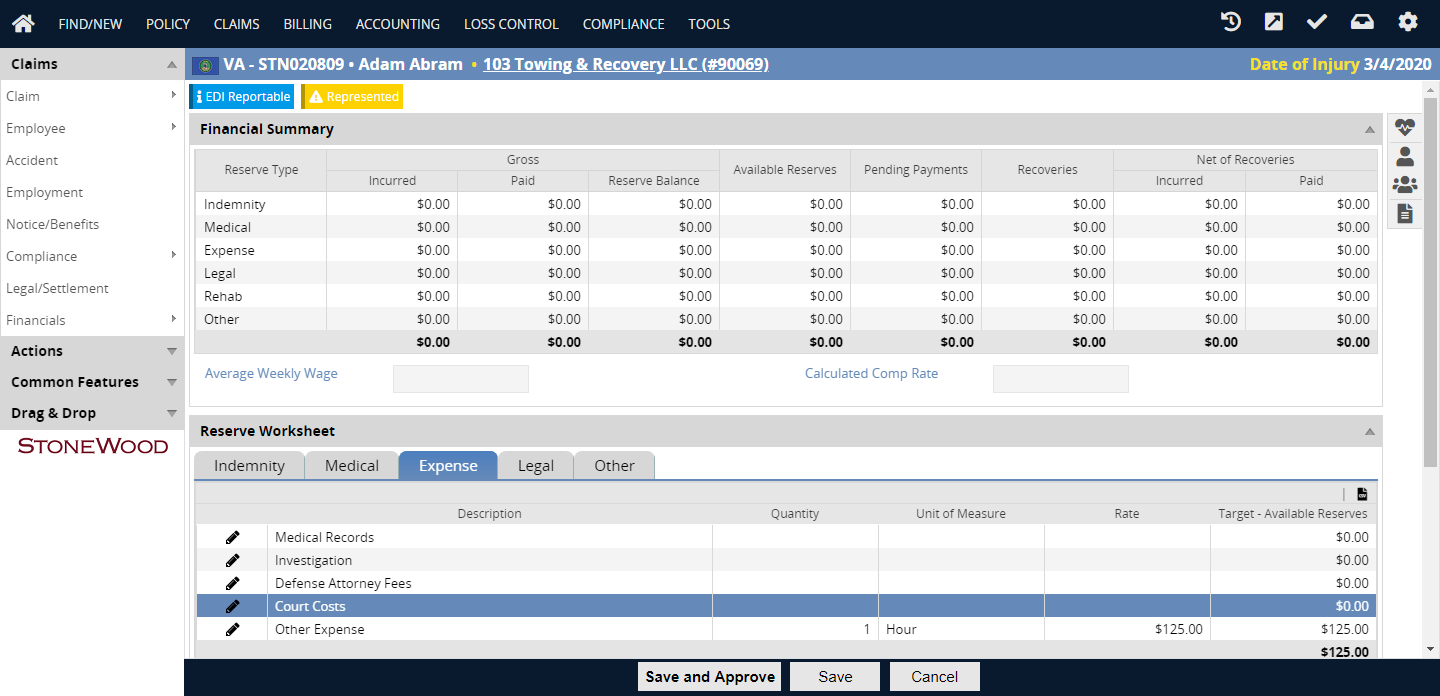 FIND/NEW POLICY CLAIMS BILLING ACCOUNTING LOSS CONTROL COMPLIANCE TOOLS
Claims
Claim
Employee
Accident
Employment
Notice/Benefits
Compliance
Legal/Settlement
Financials
Actions
Common Features
Drag & Drop
STONEWOOD
VA - STN020809 • Adam Abram • 103 Towing & Recovery LLC (#90069) Date of Injury 3/4/2020
EDI Reportable Represented
Financial Summary
Reserve Type Gross Available Reserves Pending Payments Recoveries Net of Recoveries
Incurred Paid Reserve Balance Incurred Paid
Indemnity $0.00 $0.00 $0.00 $0.00 $0.00 $0.00 $0.00 $0.00
Medical $0.00 $0.00 $0.00 $0.00 $0.00 $0.00 $0.00 $0.00
Expense $0.00 $0.00 $0.00 $0.00 $0.00 $0.00 $0.00 $0.00
Legal $0.00 $0.00 $0.00 $0.00 $0.00 $0.00 $0.00 $0.00
Rehab $0.00 $0.00 $0.00 $0.00 $0.00 $0.00 $0.00 $0.00
Other $0.00 $0.00 $0.00 $0.00 $0.00 $0.00 $0.00 $0.00
$0.00 $0.00 $0.00 $0.00 $0.00 $0.00 $0.00 $0.00
Average Weekly Wage Calculated Comp Rate
Reserve Worksheet
Indemnity Medical Expense Legal Other
Description Quantity Unit of Measure Rate Target - Available Reserves
Medical Records $0.00
Investigation $0.00
Defense Attorney Fees $0.00
Court Costs $0.00
Other Expense 1 Hour $125.00 $125.00
$125.00
Save and Approve Save Cancel